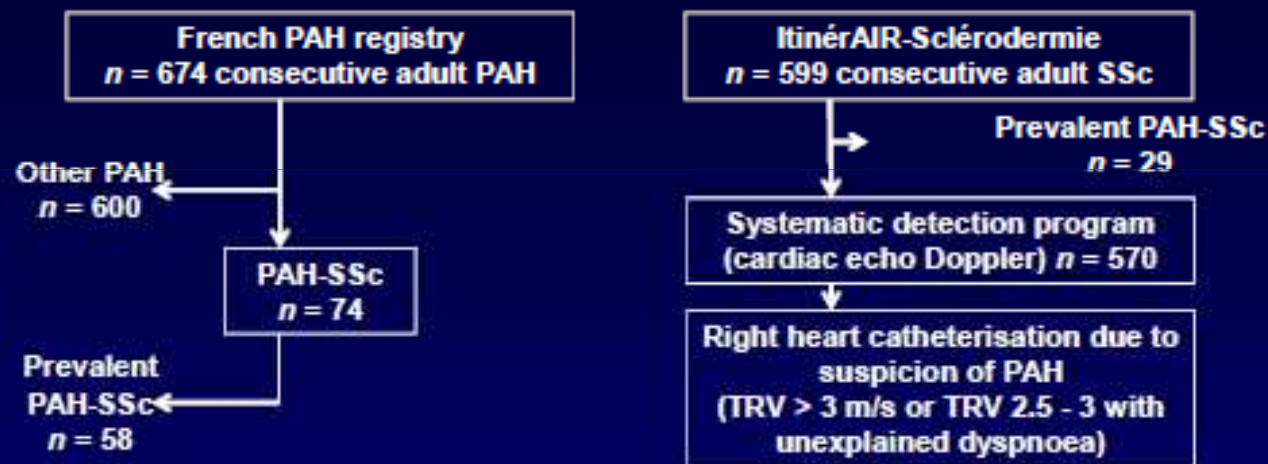 French PAH registry
n = 674 consecutive adult PAH
Other PAH
n = 600
PAH-SSc
n = 74
Prevalent
PAH-SSc
n = 58
ItinérAIR-Sclérodermie
n = 599 consecutive adult SSc
Prevalent PAH-SSc
n = 29
Systematic detection program
(cardiac echo Doppler) n = 570
Right heart catheterisation due to
suspicion of PAH
(TRV > 3 m/s or TRV 2.5 - 3 with
unexplained dyspnoea)